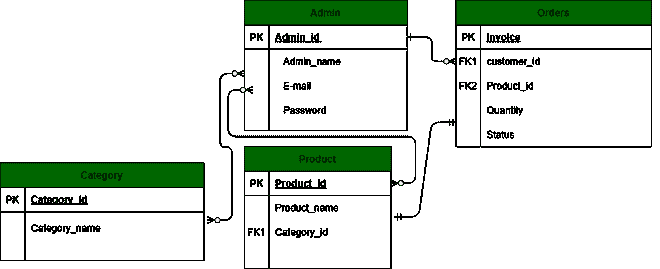 Admin
PK Admin_id
Admin_name
E-mail
Password
Orders
PK Invoice
FK1 customer_id
FK2 Product_id
Quantity
Status
Category
PK Category_id
Category_name
Product
PK Product_id
Product_name
FK1 Category_id